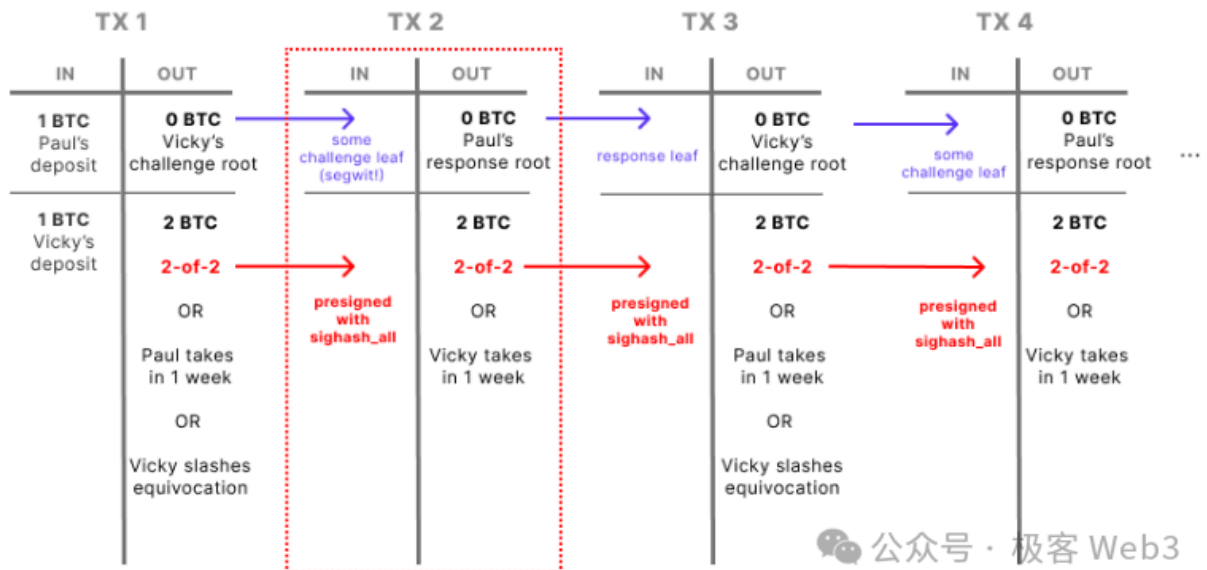 TX 1
TX 2
TX 3
TX 4
IN
OUT
IN
OUT
IN
OUT
IN
OUT
1 BTC
Paul's
deposit
0 BTC
Vicky's
challenge root
some
challenge leaf
(segwit!)
0 BTC
Paul's
response root
response leaf
0 BTC
Vicky's
challenge root
some
challenge leaf
0 BTC
Paul's
response root
...
1 BTC
Vicky's
deposit
2 BTC
2-of-2
OR
Paul takes
in 1 week
OR
Vicky slashes
equivocation
presigned
with
sighash_all
2 BTC
2-of-2
OR
Vicky takes
in 1 week
presigned
with
sighash_all
2 BTC
2-of-2
OR
Paul takes
in 1 week
OR
Vicky slashes
equivocation
presigned
with
sighash_all
2 BTC
2-of-2
OR
Vicky takes
in 1 week
公众号 · 极客 Web3